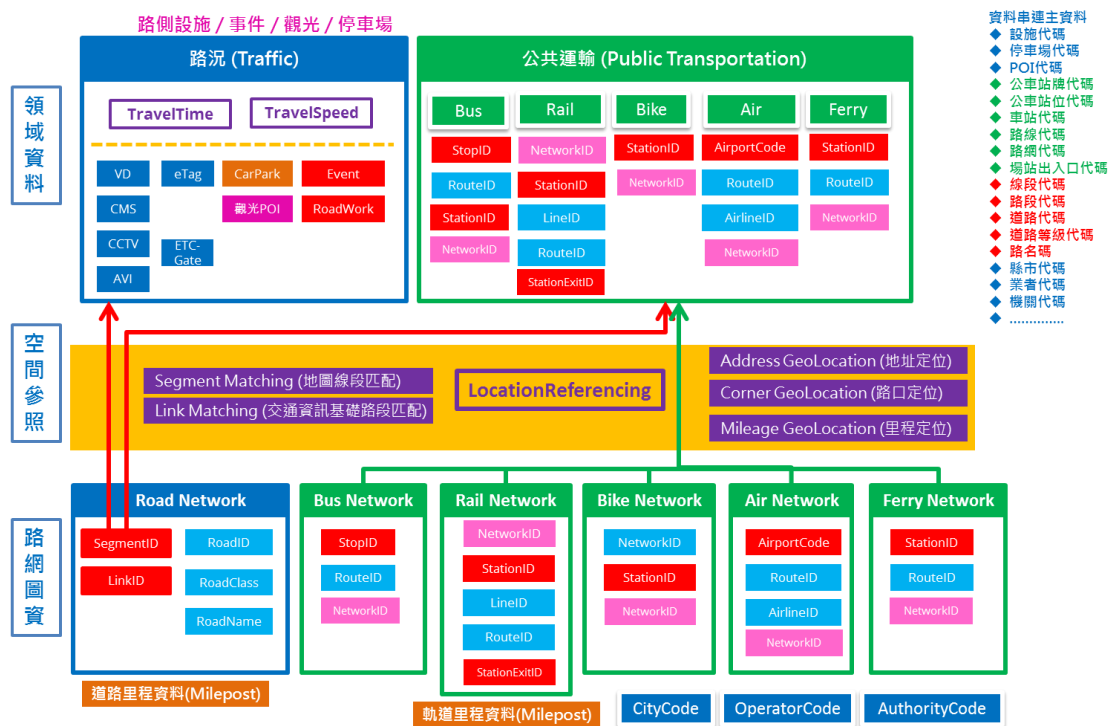 路側設施 / 事件 / 觀光 / 停車場
領域資料
路況 (Traffic)
TravelTime
TravelSpeed
VD
eTag
CarPark
Event
CMS
觀光POI
RoadWork
CCTV
ETC-
Gate
AVI
公共運輸 (Public Transportation)
Bus
StopID
RouteID
StationID
NetworkID
Rail
NetworkID
StationID
LineID
RouteID
StationExitID
Bike
StationID
NetworkID
Air
AirportCode
RouteID
AirlineID
NetworkID
Ferry
StationID
RouteID
NetworkID
資料串連主資料
◆ 設施代碼
◆ 停車場代碼
◆ POI代碼
◆ 公車站牌代碼
◆ 公車站位代碼
◆ 車站代碼
◆ 路線代碼
◆ 路網代碼
◆ 場站出入口代碼
◆ 線段代碼
◆ 路段代碼
◆ 道路代碼
◆ 道路等級代碼
◆ 路名碼
◆ 縣市代碼
◆ 業者代碼
◆ 機關代碼
◆ ..............
空間參照
Segment Matching (地圖線段匹配)
Link Matching (交通資訊基礎路段匹配)
LocationReferencing
Address GeoLocation (地址定位)
Corner GeoLocation (路口定位)
Mileage GeoLocation (里程定位)
路網圖資
Road Network
SegmentID
RoadID
LinkID
RoadClass
RoadName
道路里程資料(Milepost)
Bus Network
StopID
RouteID
NetworkID
Rail Network
NetworkID
StationID
LineID
RouteID
StationExitID
軌道里程資料(Milepost)
Bike Network
NetworkID
StationID
NetworkID
Air Network
AirportCode
RouteID
AirlineID
NetworkID
Ferry Network
StationID
RouteID
NetworkID
CityCode
OperatorCode
AuthorityCode